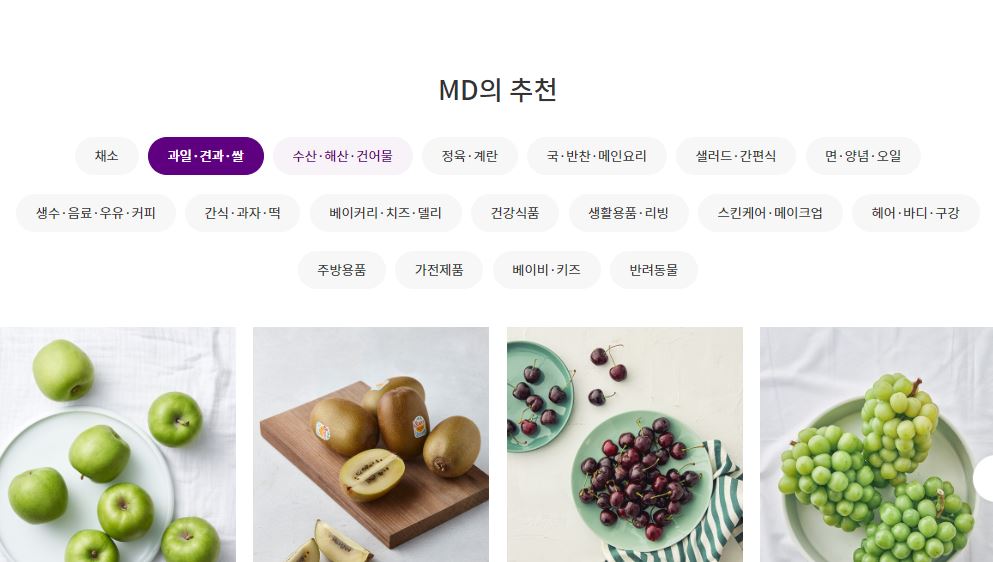 MD의 추천
채소 과일·견과·쌀 수산·해산·건어물 정육·계란 국·반찬·메인요리 샐러드·간편식 면·양념·오일
생수·음료·우유·커피 간식·과자·떡 베이커리·치즈·델리 건강식품 생활용품·리빙 스킨케어·메이크업 헤어·바디·구강
주방용품 가전제품 베이비·키즈 반려동물